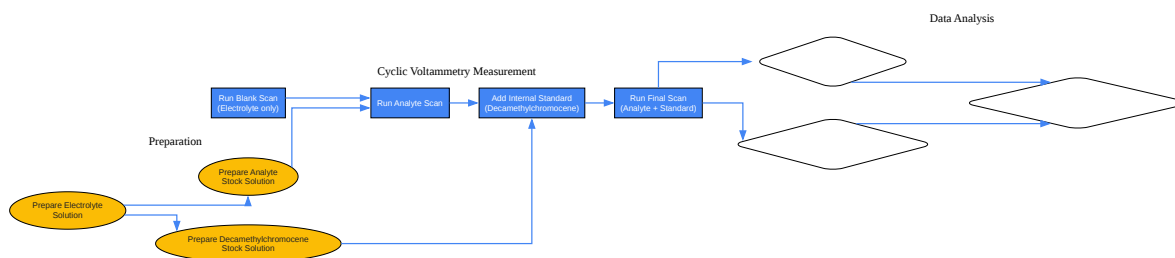 Data Analysis
Cyclic Voltammetry Measurement
Run Blank Scan
(Electrolyte only)
Run Analyte Scan
Add Internal Standard
(Decamethylchromocene)
Run Final Scan
(Analyte + Standard)
Preparation
Prepare Analyte
Stock Solution
Prepare Electrolyte
Solution
Prepare Decamethylchromocene
Stock Solution